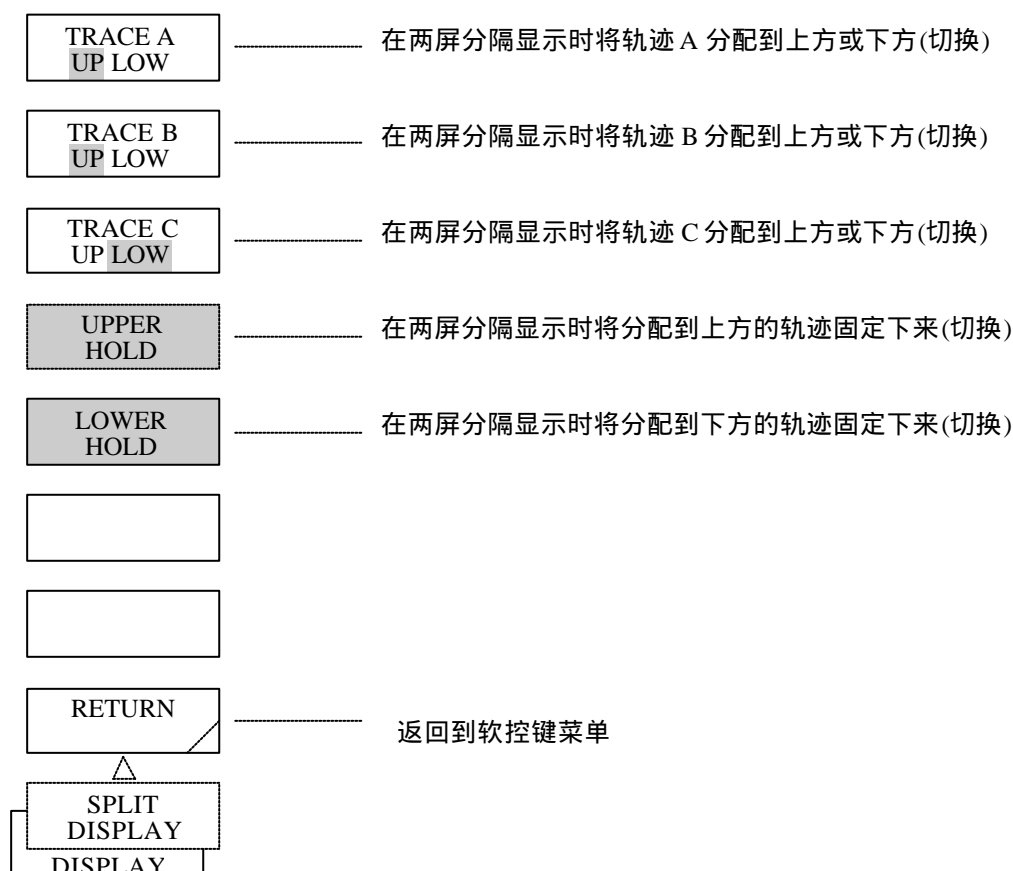 TRACE A
UP LOW
在两屏分隔显示时将轨迹 A 分配到上方或下方(切换)
TRACE B
UP LOW
在两屏分隔显示时将轨迹 B 分配到上方或下方(切换)
TRACE C
UP LOW
在两屏分隔显示时将轨迹 C 分配到上方或下方(切换)
UPPER
HOLD
在两屏分隔显示时将分配到上方的轨迹固定下来(切换)
LOWER
HOLD
在两屏分隔显示时将分配到下方的轨迹固定下来(切换)
RETURN
返回到软控键菜单
SPLIT
DISPLAY
DISPLAY